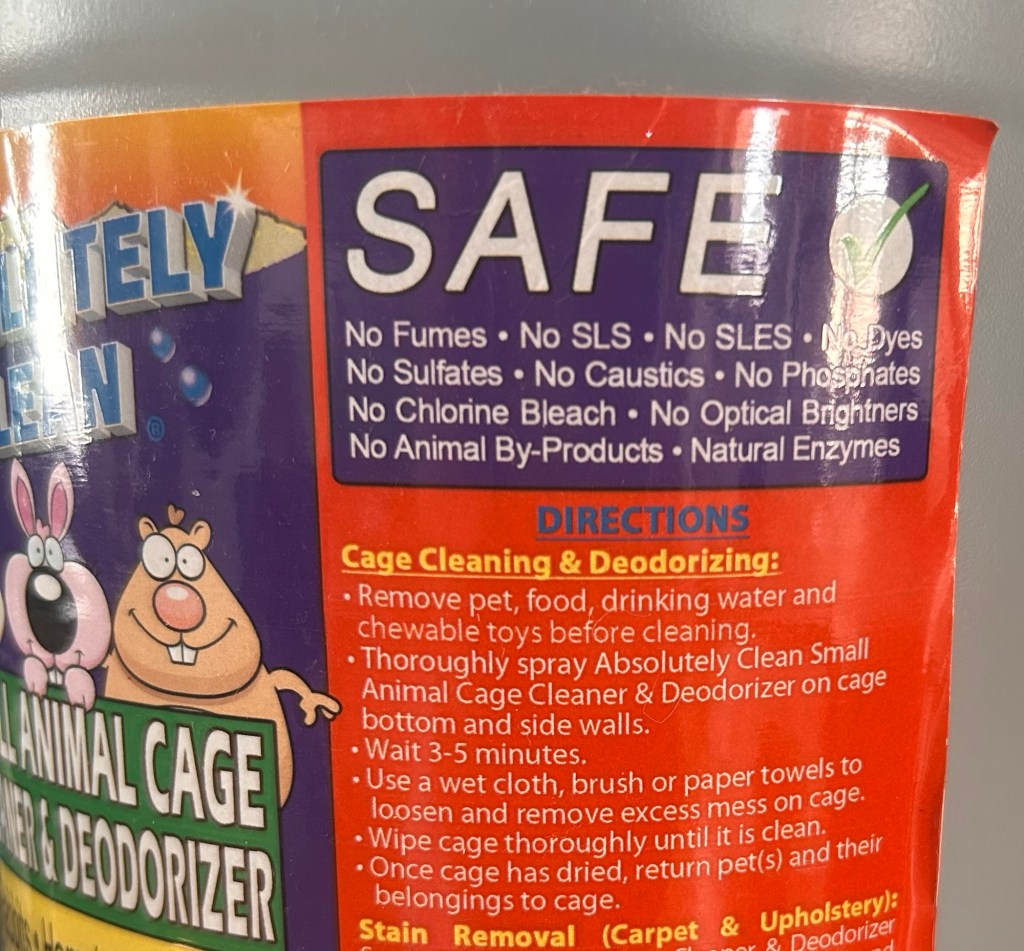 TELY
®
L ANIMAL CAGE
& DEODORIZER
SAFE
No Fumes • No SLS • No SLES • No Dyes
No Sulfates • No Caustics • No Phosphates
No Chlorine Bleach • No Optical Brightners
No Animal By-Products • Natural Enzymes
DIRECTIONS
Cage Cleaning & Deodorizing:
• Remove pet, food, drinking water and
chewable toys before cleaning.
• Thoroughly spray Absolutely Clean Small
Animal Cage Cleaner & Deodorizer on cage
bottom and side walls.
• Wait 3-5 minutes.
• Use a wet cloth, brush or paper towels to
loosen and remove excess mess on cage.
• Wipe cage thoroughly until it is clean.
• Once cage has dried, return pet(s) and their
belongings to cage.
Stain Removal (Carpet & Upholstery):
& Deodorizer